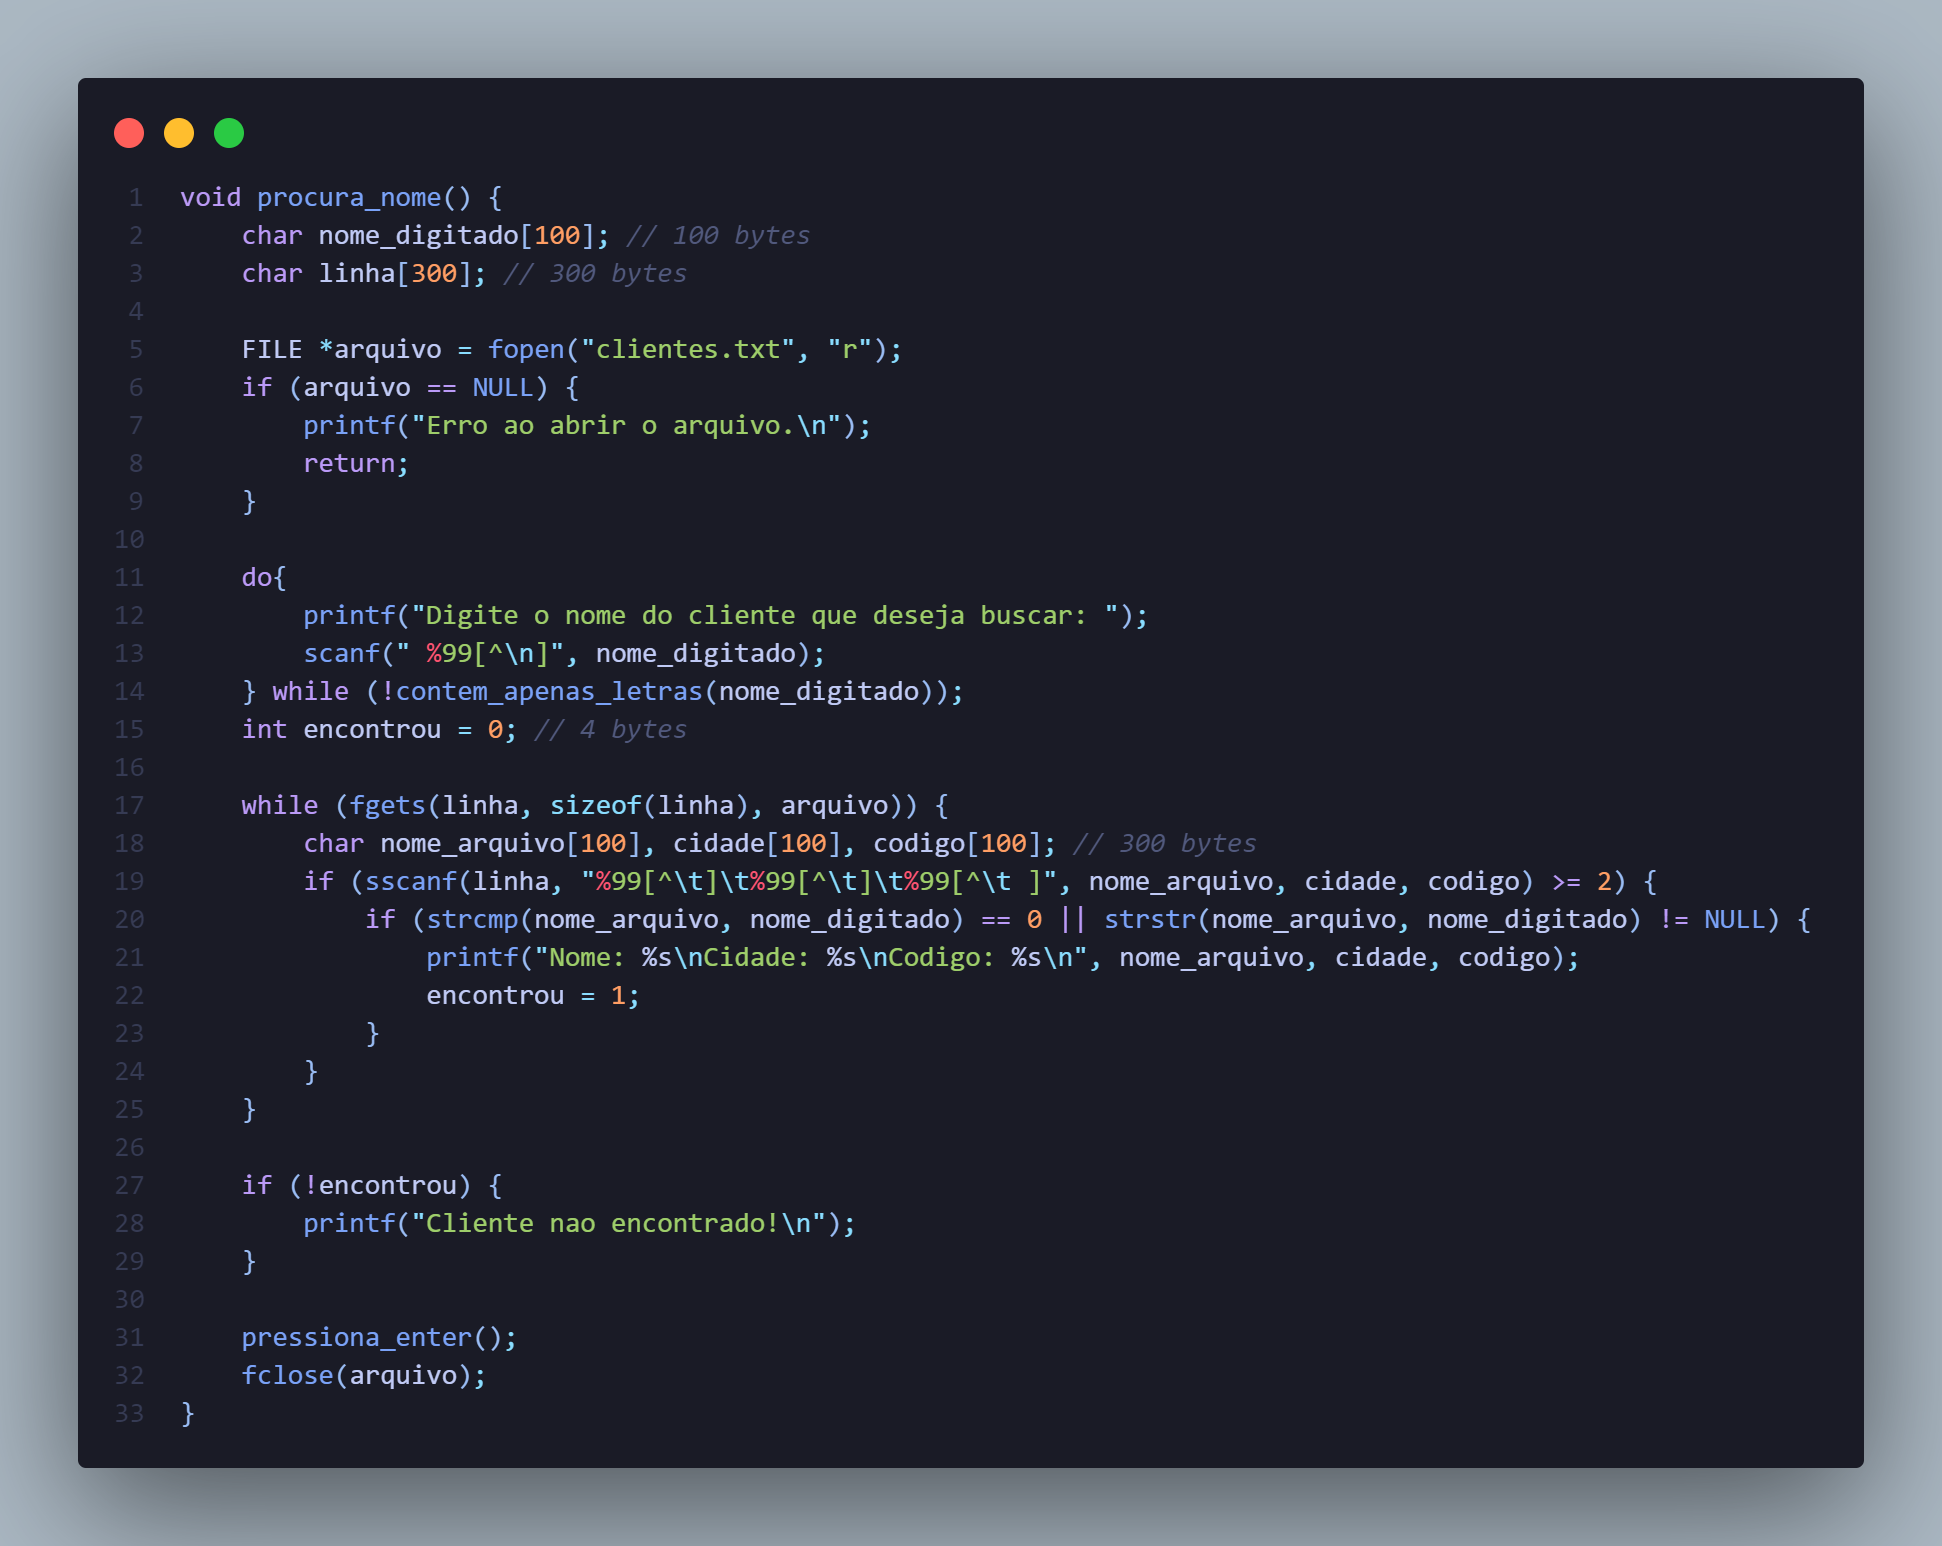 1 void procura_nome() {
2     char nome_digitado[100]; // 100 bytes
3     char linha[300]; // 300 bytes
4
5     FILE *arquivo = fopen("clientes.txt", "r");
6     if (arquivo == NULL) {
7         printf("Erro ao abrir o arquivo.\n");
8         return;
9     }
10
11     do{
12         printf("Digite o nome do cliente que deseja buscar: ");
13         scanf(" %99[^\n]", nome_digitado);
14     } while (!contem_apenas_letras(nome_digitado));
15     int encontrou = 0; // 4 bytes
16
17     while (fgets(linha, sizeof(linha), arquivo)) {
18         char nome_arquivo[100], cidade[100], codigo[100]; // 300 bytes
19         if (sscanf(linha, "%99[^\t]\t%99[^\t]\t%99[^\t ]", nome_arquivo, cidade, codigo) >= 2) {
20             if (strcmp(nome_arquivo, nome_digitado) == 0 || strstr(nome_arquivo, nome_digitado) != NULL) {
21                 printf("Nome: %s\nCidade: %s\nCodigo: %s\n", nome_arquivo, cidade, codigo);
22                 encontrou = 1;
23             }
24         }
25     }
26
27     if (!encontrou) {
28         printf("Cliente nao encontrado!\n");
29     }
30
31     pressiona_enter();
32     fclose(arquivo);
33 }